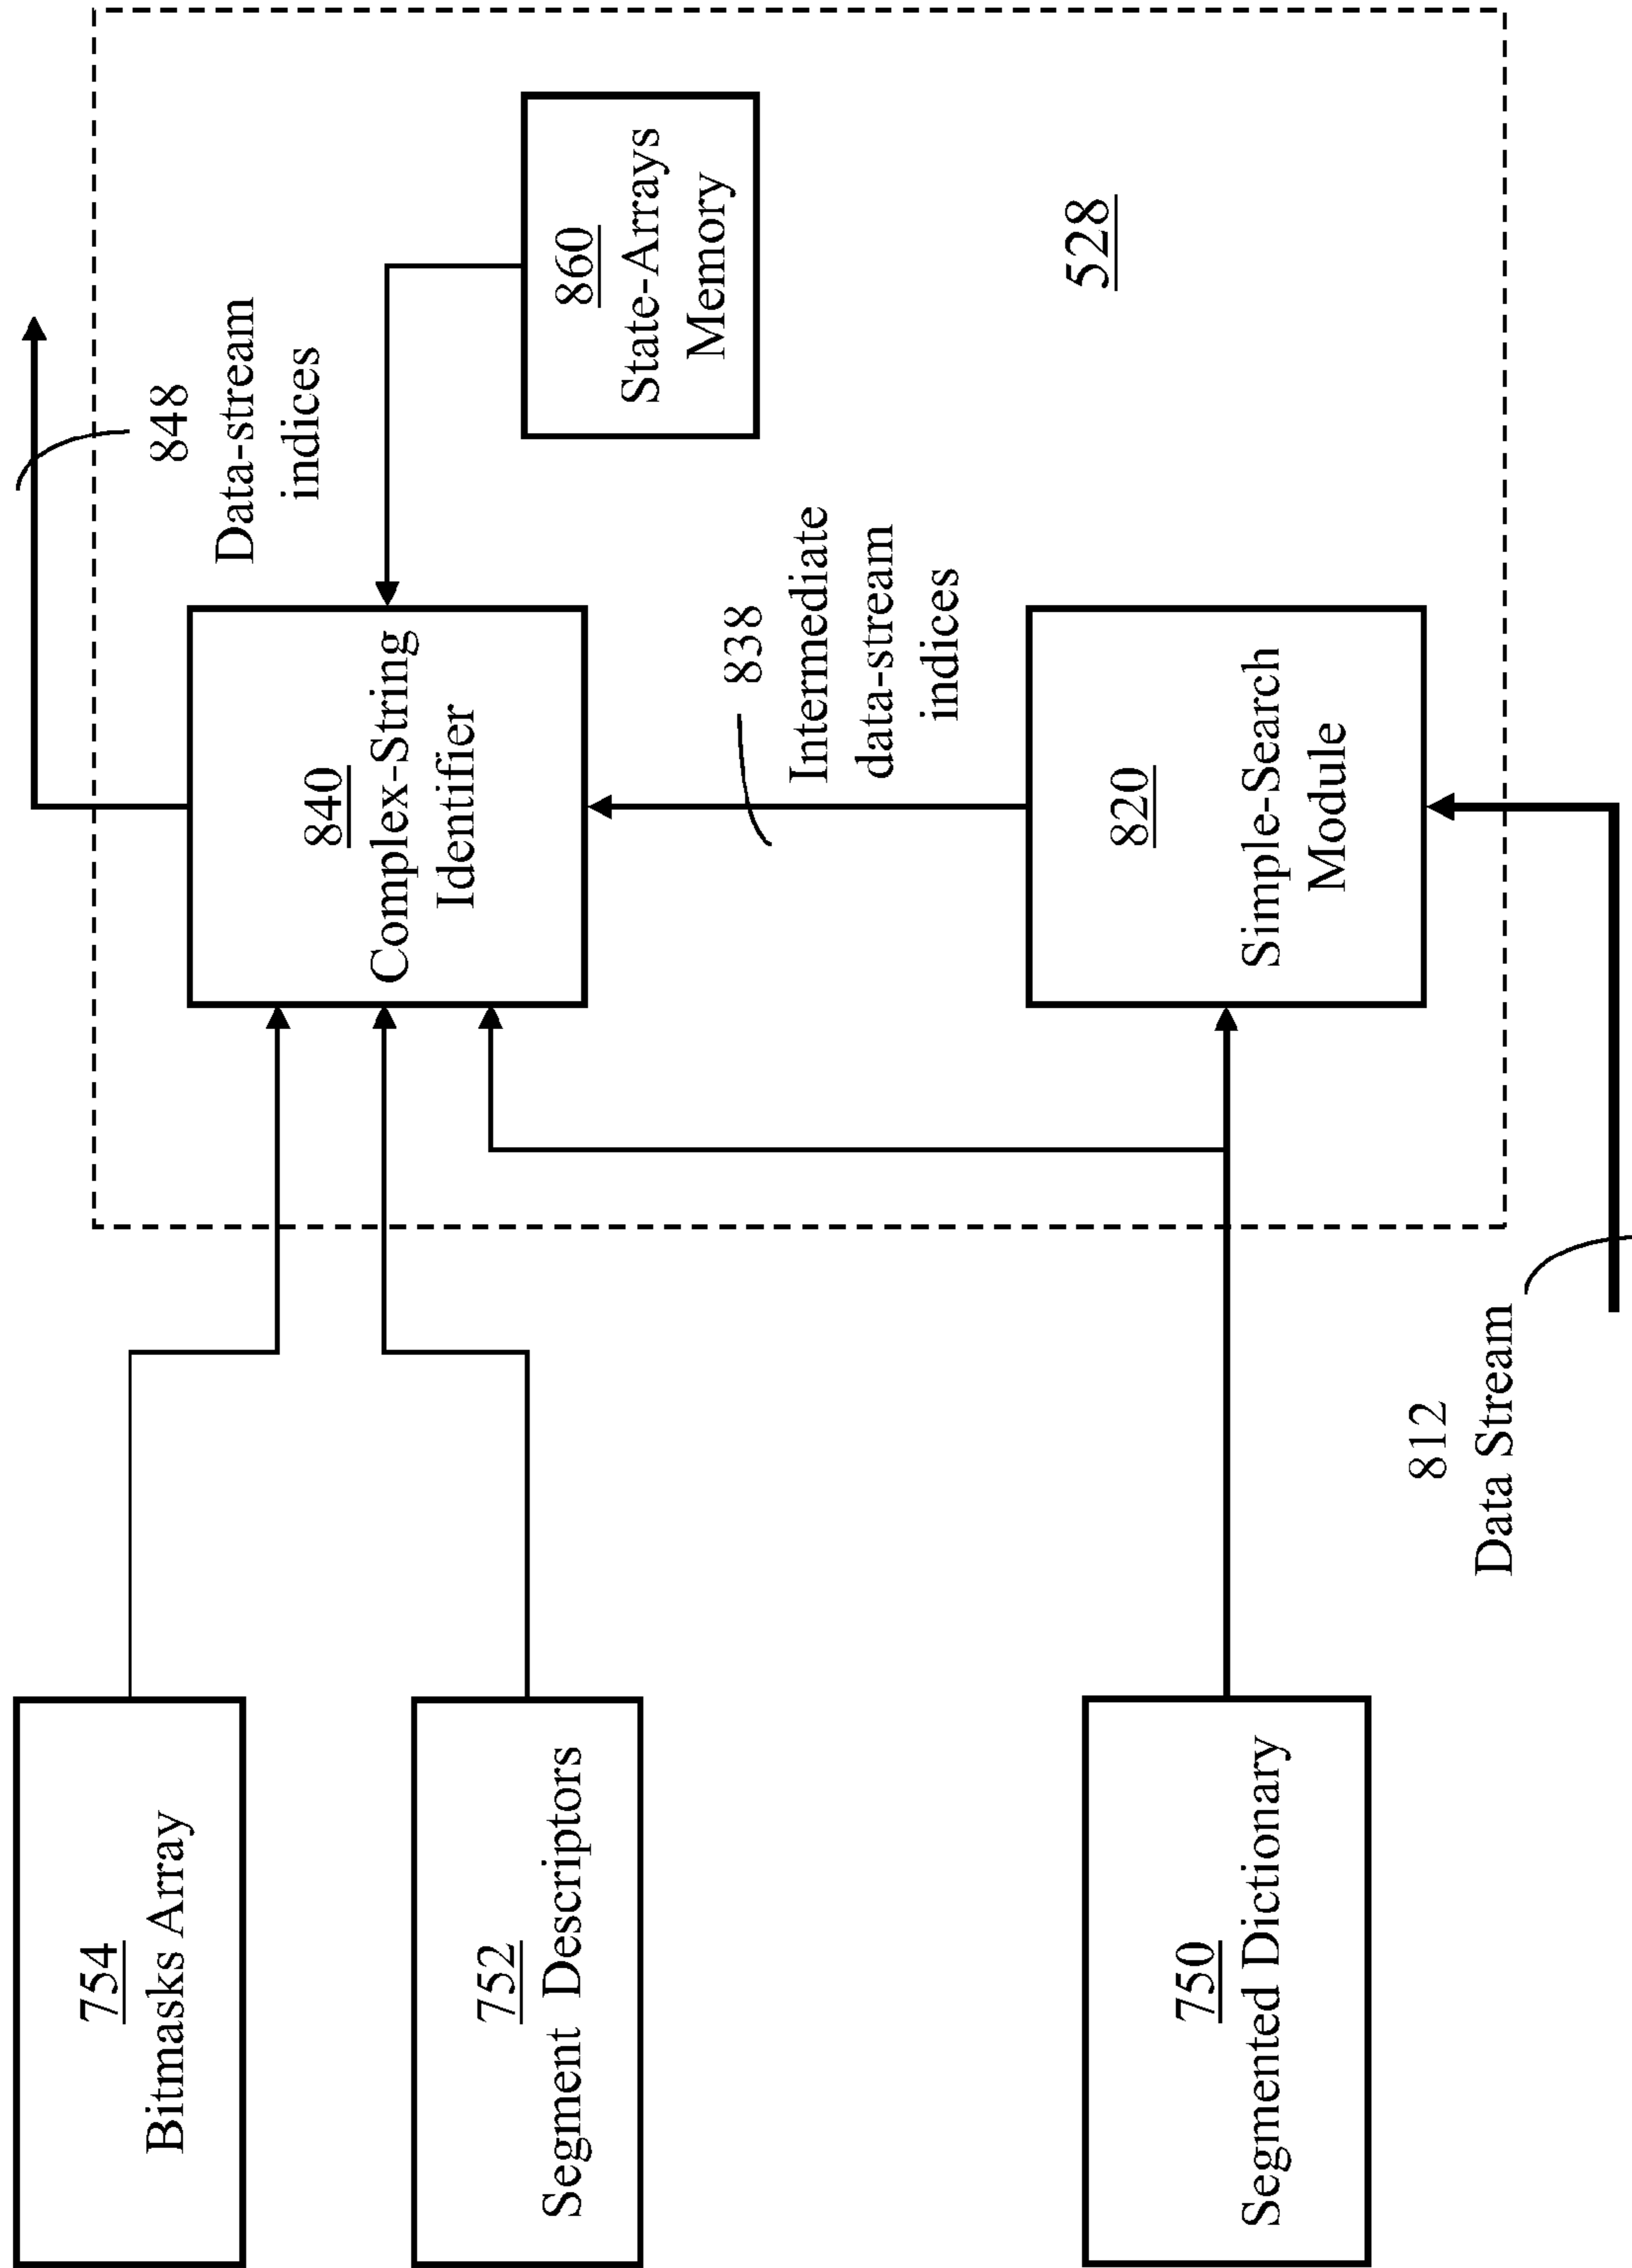 754
Bitmasks Array
752
Segment Descriptors
750
Segmented Dictionary
812
Data Stream
840
Complex-String
Identifier
820
Simple-Search
Module
838
Intermediate
data-stream
indices
848
Data-stream
indices
860
State-Arrays
Memory
528